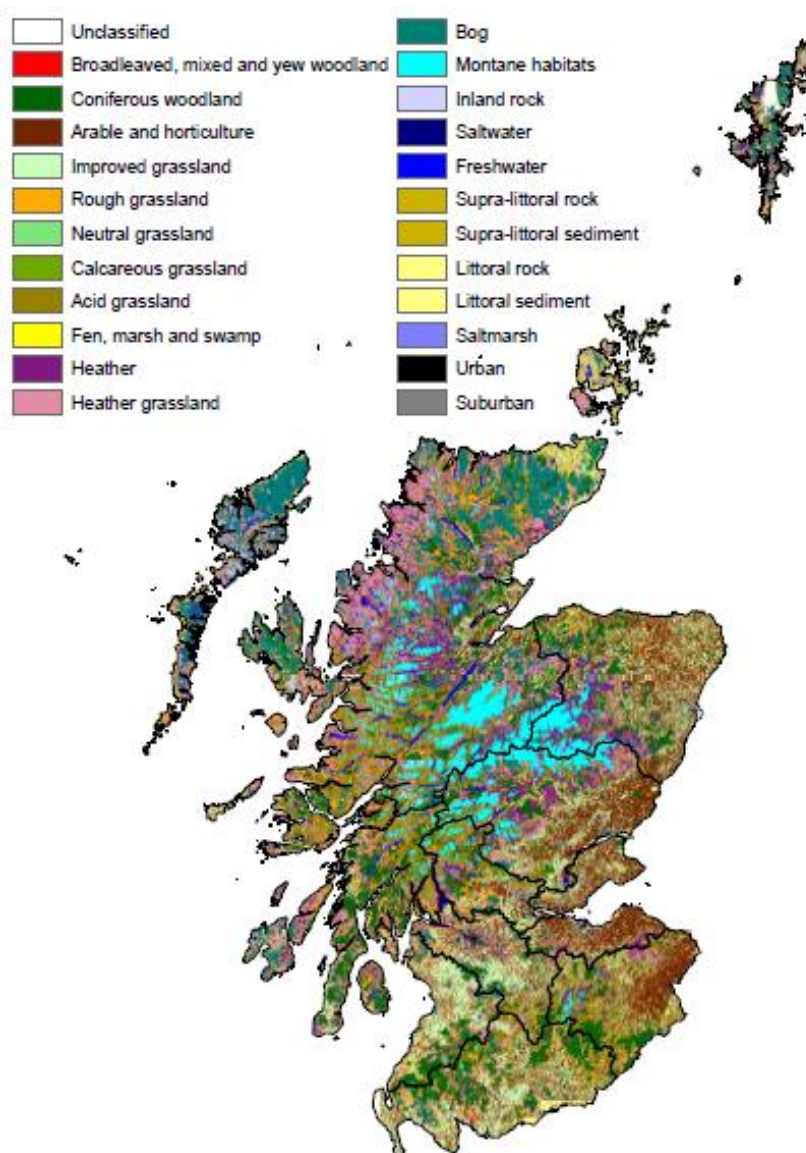 Unclassified
Broadleaved, mixed and yew woodland
Coniferous woodland
Arable and horticulture
Improved grassland
Rough grassland
Neutral grassland
Calcareous grassland
Acid grassland
Fen, marsh and swamp
Heather
Heather grassland
Bog
Montane habitats
Inland rock
Saltwater
Freshwater
Supra-littoral rock
Supra-littoral sediment
Littoral rock
Littoral sediment
Saltmarsh
Urban
Suburban